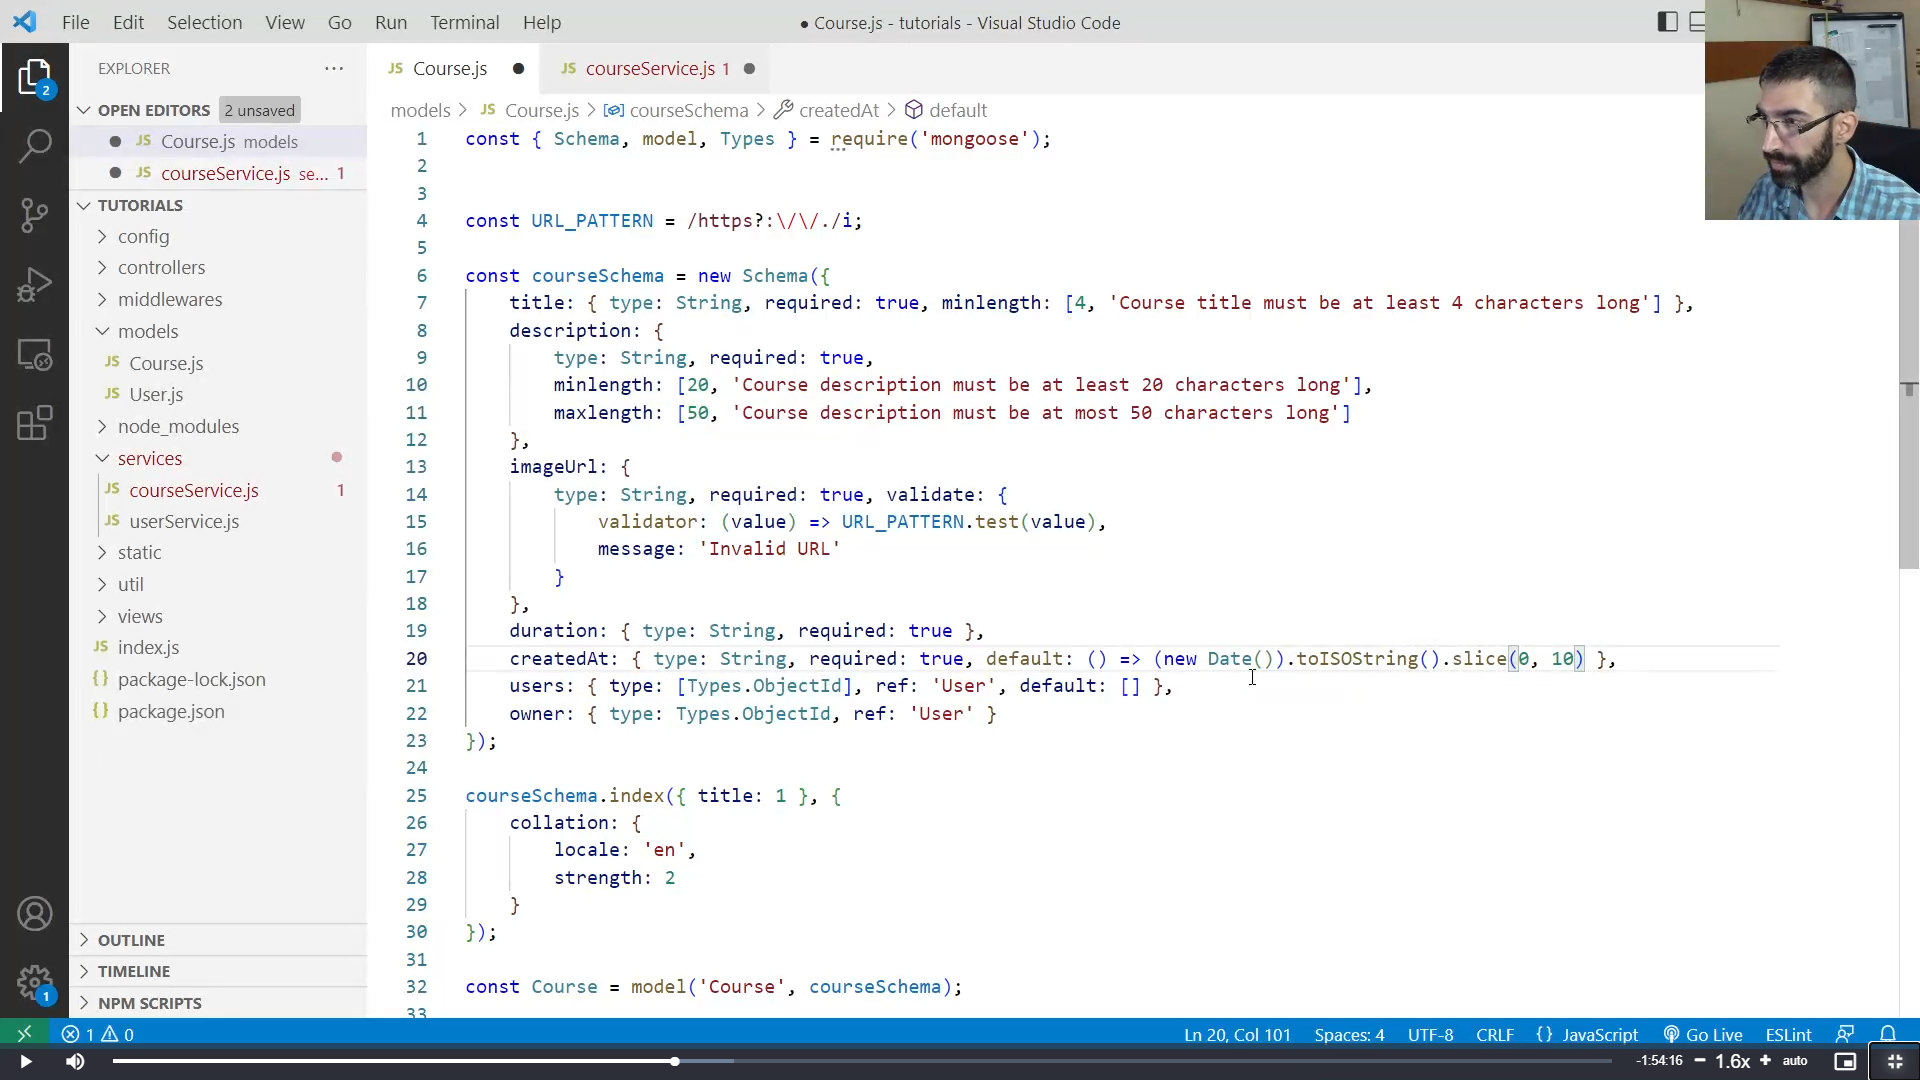 File Edit Selection View Go Run Terminal Help
● Course.js - tutorials - Visual Studio Code
EXPLORER ···
JS Course.js ●
JS courseService.js 1 ●
2
OPEN EDITORS 2 unsaved
● JS Course.js models
● JS courseService.js se... 1
TUTORIALS
config
controllers
middlewares
models
JS Course.js
JS User.js
node_modules
services
JS courseService.js 1
JS userService.js
static
util
views
JS index.js
{} package-lock.json
{} package.json
OUTLINE
TIMELINE
NPM SCRIPTS
1
models > JS Course.js > courseSchema > createdAt > default
1 const { Schema, model, Types } = require('mongoose');
2
3
4 const URL_PATTERN = /https?:\/\/./i;
5
6 const courseSchema = new Schema({
7 title: { type: String, required: true, minlength: [4, 'Course title must be at least 4 characters long'] },
8 description: {
9 type: String, required: true,
10 minlength: [20, 'Course description must be at least 20 characters long'],
11 maxlength: [50, 'Course description must be at most 50 characters long']
12 },
13 imageUrl: {
14 type: String, required: true, validate: {
15 validator: (value) => URL_PATTERN.test(value),
16 message: 'Invalid URL'
17 }
18 },
19 duration: { type: String, required: true },
20 createdAt: { type: String, required: true, default: () => (new Date()).toISOString().slice(0, 10) },
21 users: { type: [Types.ObjectId], ref: 'User', default: [] },
22 owner: { type: Types.ObjectId, ref: 'User' }
23 });
24
25 courseSchema.index({ title: 1 }, {
26 collation: {
27 locale: 'en',
28 strength: 2
29 }
30 });
31
32 const Course = model('Course', courseSchema);
33
1 0 Ln 20, Col 101 Spaces: 4 UTF-8 CRLF {} JavaScript Go Live ESLint
-1:54:16 − 1.6x + auto